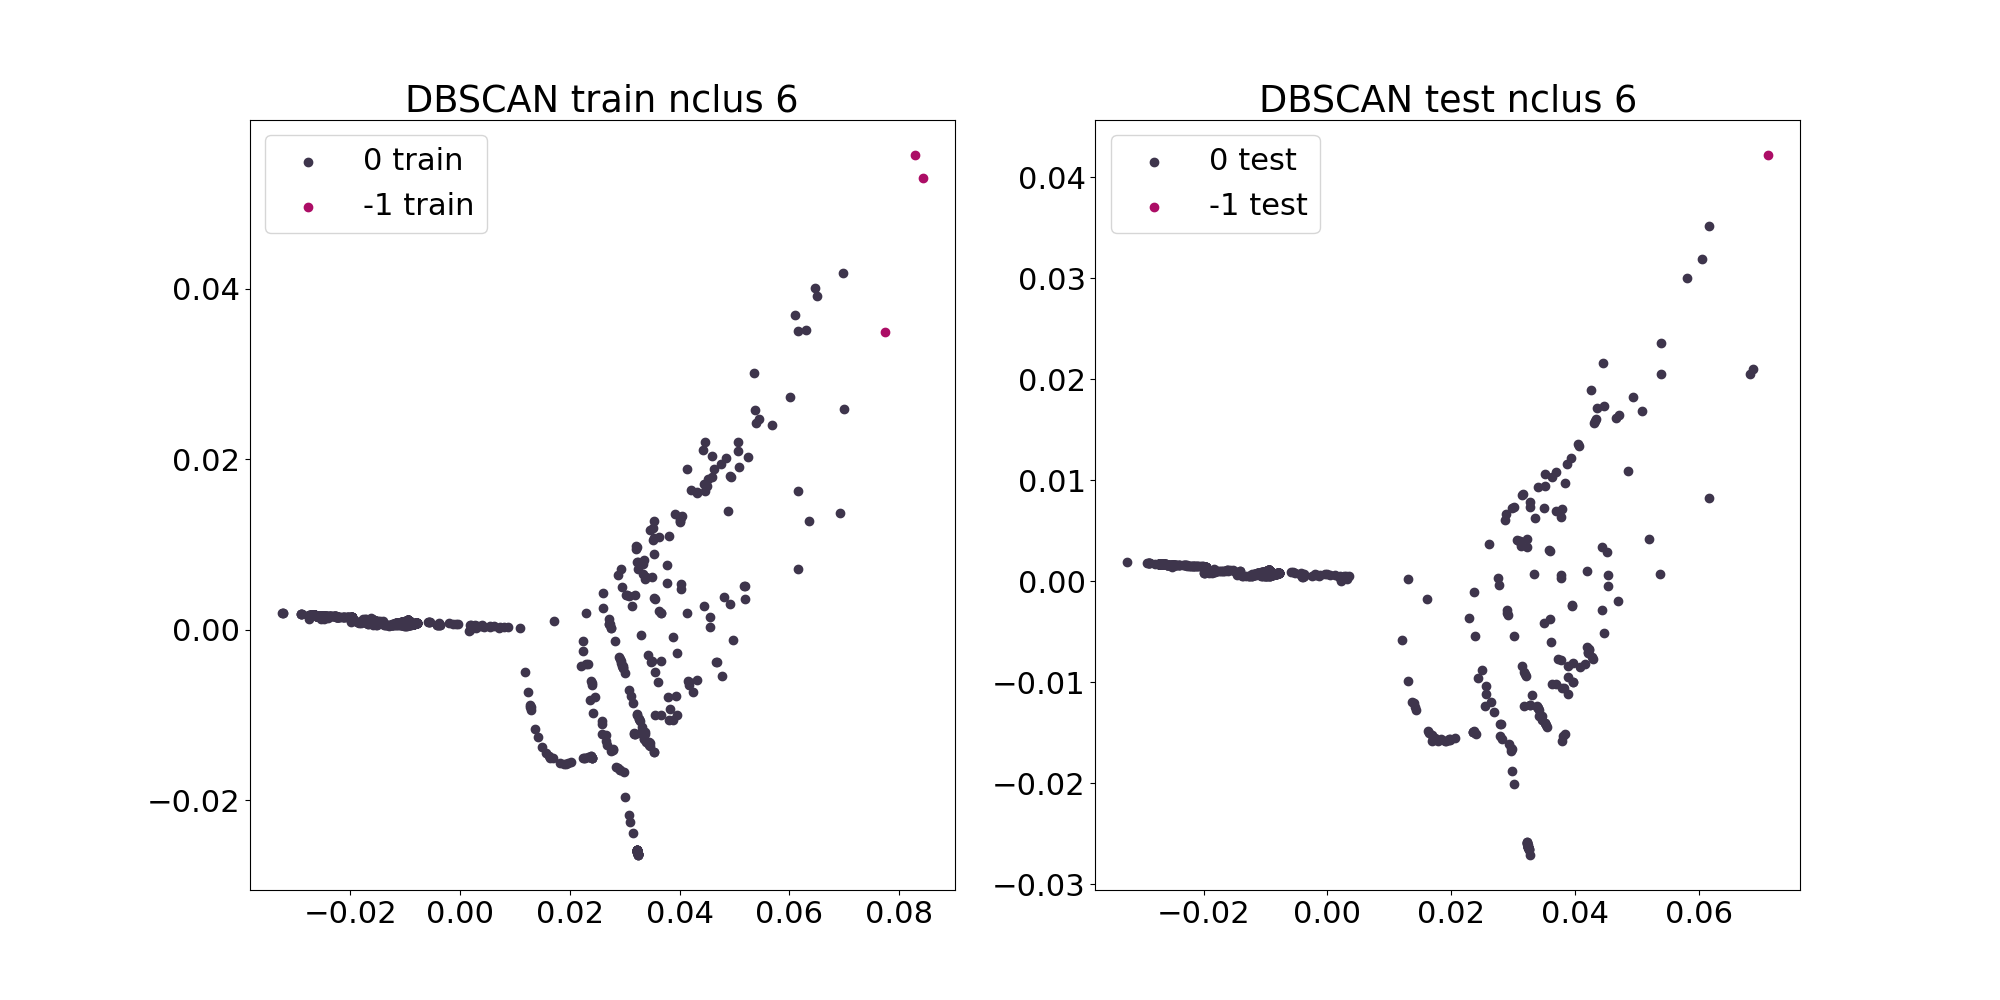 DBSCAN train nclus 6
0 train
-1 train
0.04
0.02
0.00
−0.02
−0.02 0.00 0.02 0.04 0.06 0.08
DBSCAN test nclus 6
0 test
-1 test
0.04
0.03
0.02
0.01
0.00
−0.01
−0.02
−0.03
−0.02 0.00 0.02 0.04 0.06